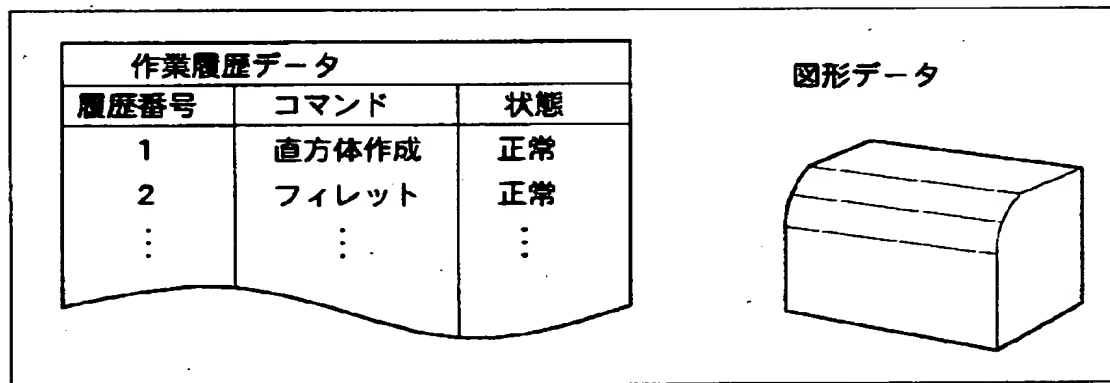 作業履歴データ
履歴番号 コマンド 状態
1 直方体作成 正常
2 フィレット 正常
⋮ ⋮ ⋮
図形データ